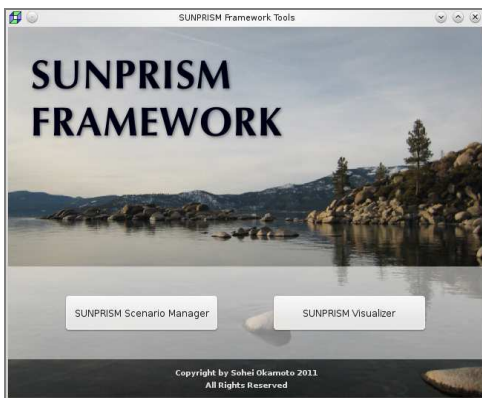 SUNPRISM Framework Tools
SUNPRISM
FRAMEWORK
SUNPRISM Scenario Manager
SUNPRISM Visualizer
Copyright by Sohei Okamoto 2011
All Rights Reserved